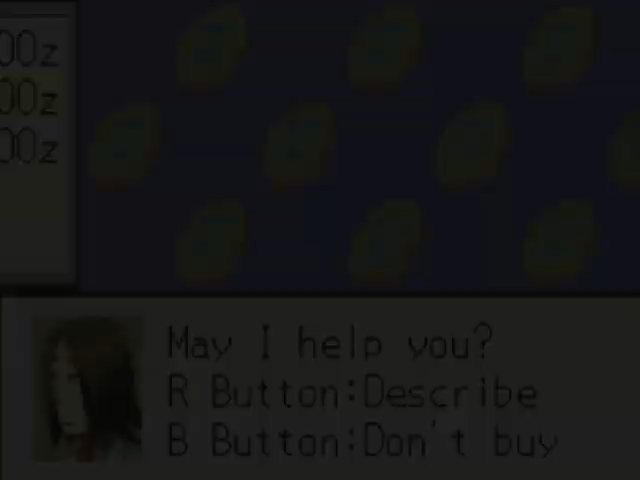 00z
00z
00z
May I help you?
R Button:Describe
B Button:Don't buy